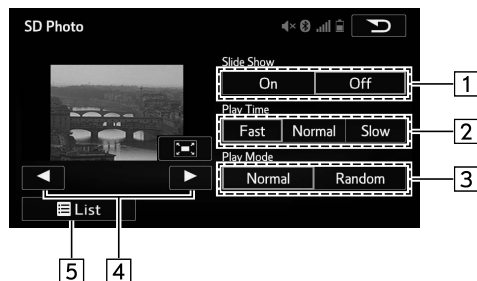 SD Photo
Slide Show
On Off
1
Play Time
Fast Normal Slow
2
Play Mode
Normal Random
3
List
5 4